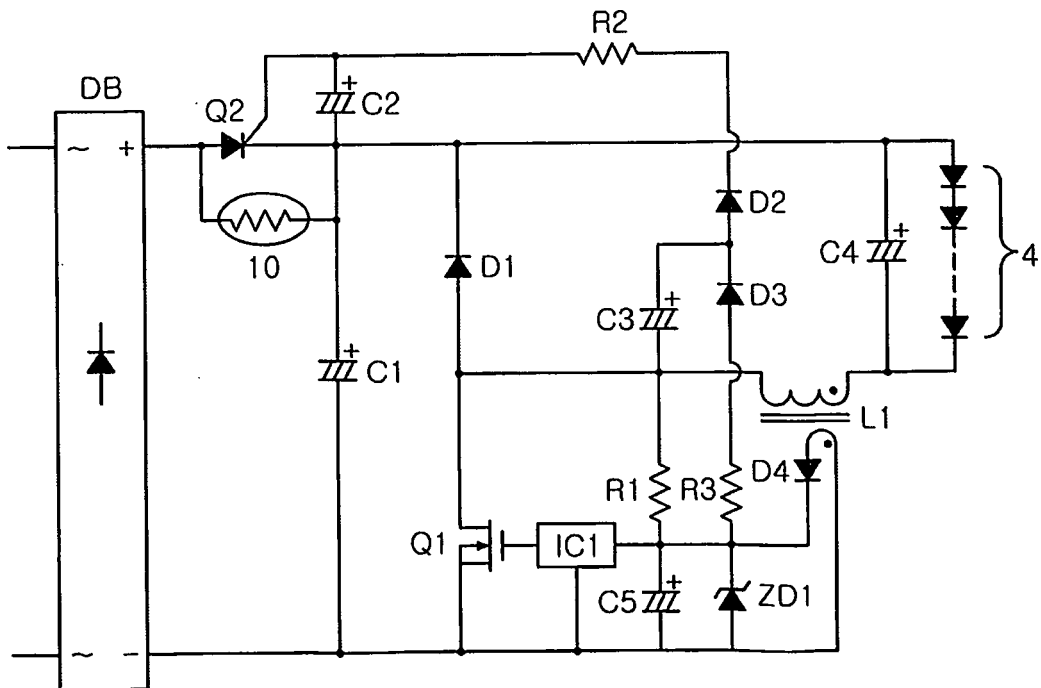 R2
DB
Q2
+
C2
~
+
D2
+
C4
4
10
D1
+
D3
C3
+
C1
L1
R1
R3
D4
Q1
IC1
+
C5
ZD1
~
-